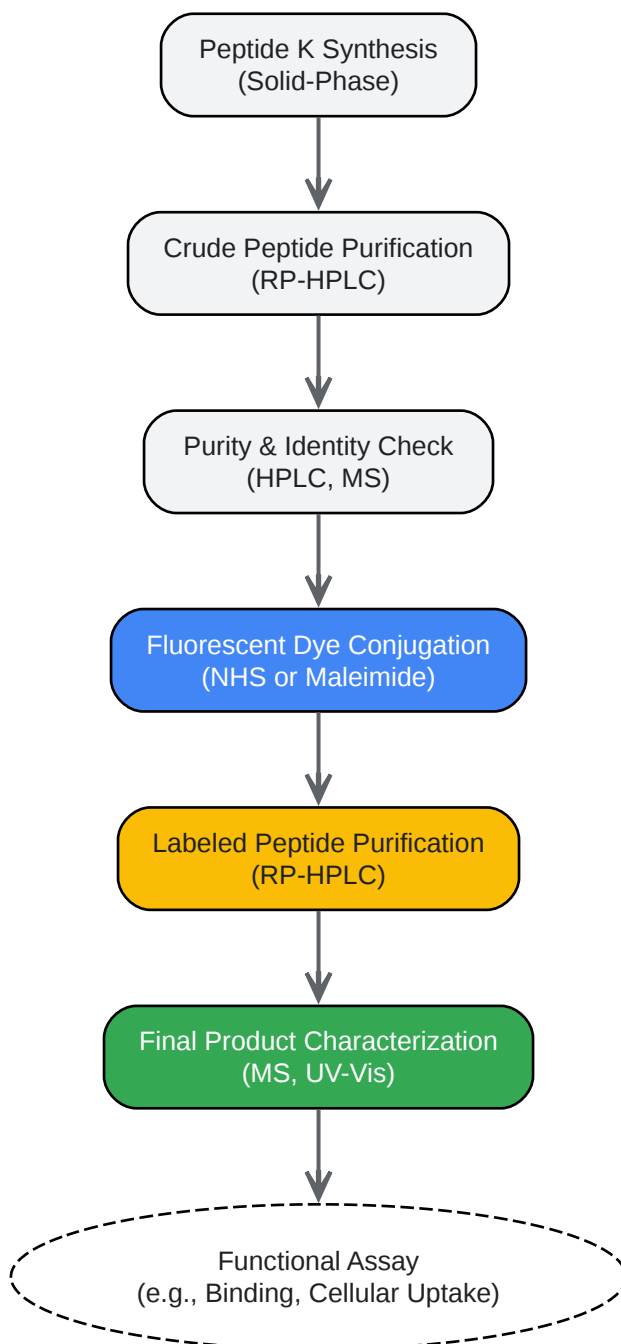 Peptide K Synthesis
(Solid-Phase)
Crude Peptide Purification
(RP-HPLC)
Purity & Identity Check
(HPLC, MS)
Fluorescent Dye Conjugation
(NHS or Maleimide)
Labeled Peptide Purification
(RP-HPLC)
Final Product Characterization
(MS, UV-Vis)
Functional Assay
(e.g., Binding, Cellular Uptake)